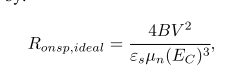 R_{onsp,ideal} = \frac{4BV^2}{\varepsilon_s \mu_n (E_C)^3},